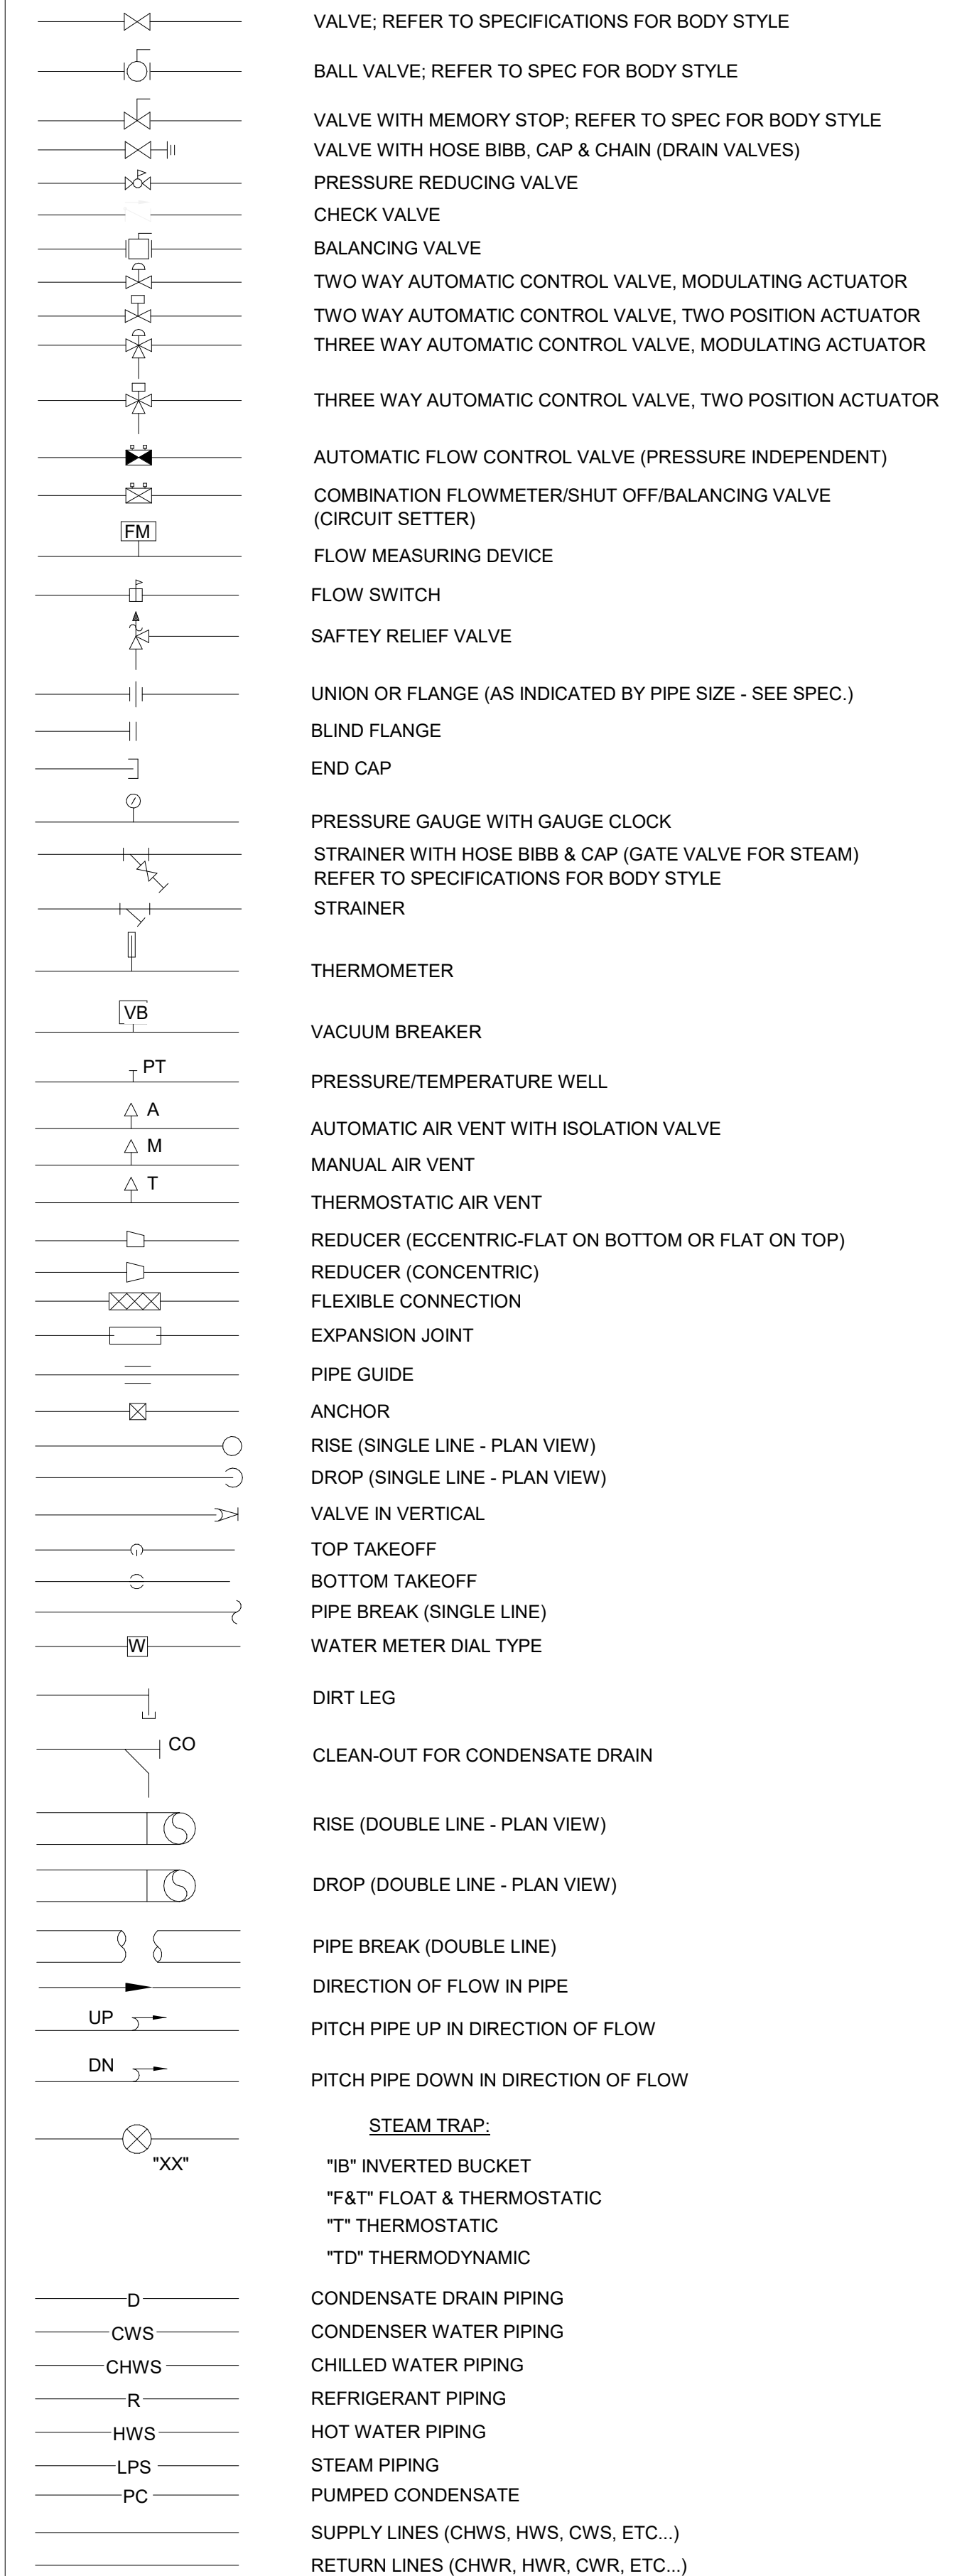 VALVE; REFER TO SPECIFICATIONS FOR BODY STYLE
BALL VALVE; REFER TO SPEC FOR BODY STYLE
VALVE WITH MEMORY STOP; REFER TO SPEC FOR BODY STYLE
VALVE WITH HOSE BIBB, CAP & CHAIN (DRAIN VALVES)
PRESSURE REDUCING VALVE
CHECK VALVE
BALANCING VALVE
TWO WAY AUTOMATIC CONTROL VALVE, MODULATING ACTUATOR
TWO WAY AUTOMATIC CONTROL VALVE, TWO POSITION ACTUATOR
THREE WAY AUTOMATIC CONTROL VALVE, MODULATING ACTUATOR
THREE WAY AUTOMATIC CONTROL VALVE, TWO POSITION ACTUATOR
AUTOMATIC FLOW CONTROL VALVE (PRESSURE INDEPENDENT)
COMBINATION FLOWMETER/SHUT OFF/BALANCING VALVE
(CIRCUIT SETTER)
FM
FLOW MEASURING DEVICE
FLOW SWITCH
SAFTEY RELIEF VALVE
UNION OR FLANGE (AS INDICATED BY PIPE SIZE - SEE SPEC.)
BLIND FLANGE
END CAP
PRESSURE GAUGE WITH GAUGE CLOCK
STRAINER WITH HOSE BIBB & CAP (GATE VALVE FOR STEAM)
REFER TO SPECIFICATIONS FOR BODY STYLE
STRAINER
THERMOMETER
VB
VACUUM BREAKER
PT
PRESSURE/TEMPERATURE WELL
A
AUTOMATIC AIR VENT WITH ISOLATION VALVE
M
MANUAL AIR VENT
T
THERMOSTATIC AIR VENT
REDUCER (ECCENTRIC-FLAT ON BOTTOM OR FLAT ON TOP)
REDUCER (CONCENTRIC)
FLEXIBLE CONNECTION
EXPANSION JOINT
PIPE GUIDE
ANCHOR
RISE (SINGLE LINE - PLAN VIEW)
DROP (SINGLE LINE - PLAN VIEW)
VALVE IN VERTICAL
TOP TAKEOFF
BOTTOM TAKEOFF
PIPE BREAK (SINGLE LINE)
W WATER METER DIAL TYPE
DIRT LEG
CO
CLEAN-OUT FOR CONDENSATE DRAIN
RISE (DOUBLE LINE - PLAN VIEW)
DROP (DOUBLE LINE - PLAN VIEW)
PIPE BREAK (DOUBLE LINE)
DIRECTION OF FLOW IN PIPE
UP
PITCH PIPE UP IN DIRECTION OF FLOW
DN
PITCH PIPE DOWN IN DIRECTION OF FLOW
STEAM TRAP:
"XX"
"IB" INVERTED BUCKET
"F&T" FLOAT & THERMOSTATIC
"T" THERMOSTATIC
"TD" THERMODYNAMIC
D CONDENSATE DRAIN PIPING
CWS CONDENSER WATER PIPING
CHWS CHILLED WATER PIPING
R REFRIGERANT PIPING
HWS HOT WATER PIPING
LPS STEAM PIPING
PC PUMPED CONDENSATE
SUPPLY LINES (CHWS, HWS, CWS, ETC...)
RETURN LINES (CHWR, HWR, CWR, ETC...)